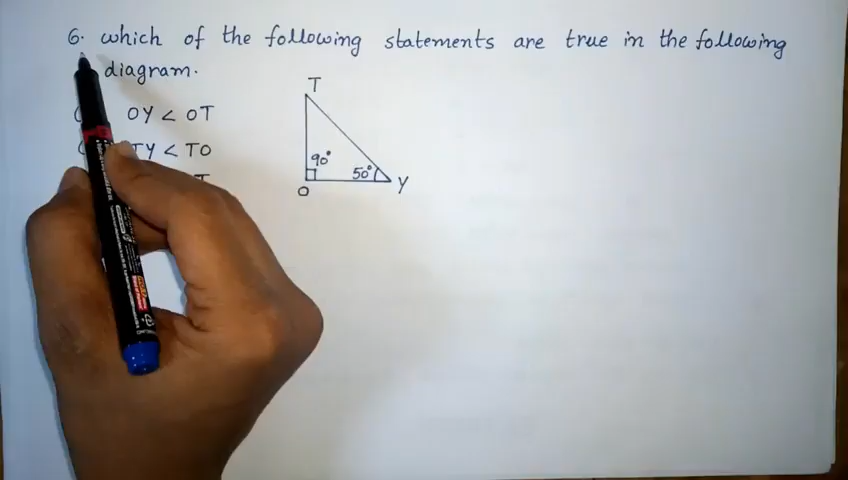 6. which of the following statements are true in the following
diagram.
OY < OT
TY < TO
T
T
90°
50°
O
Y